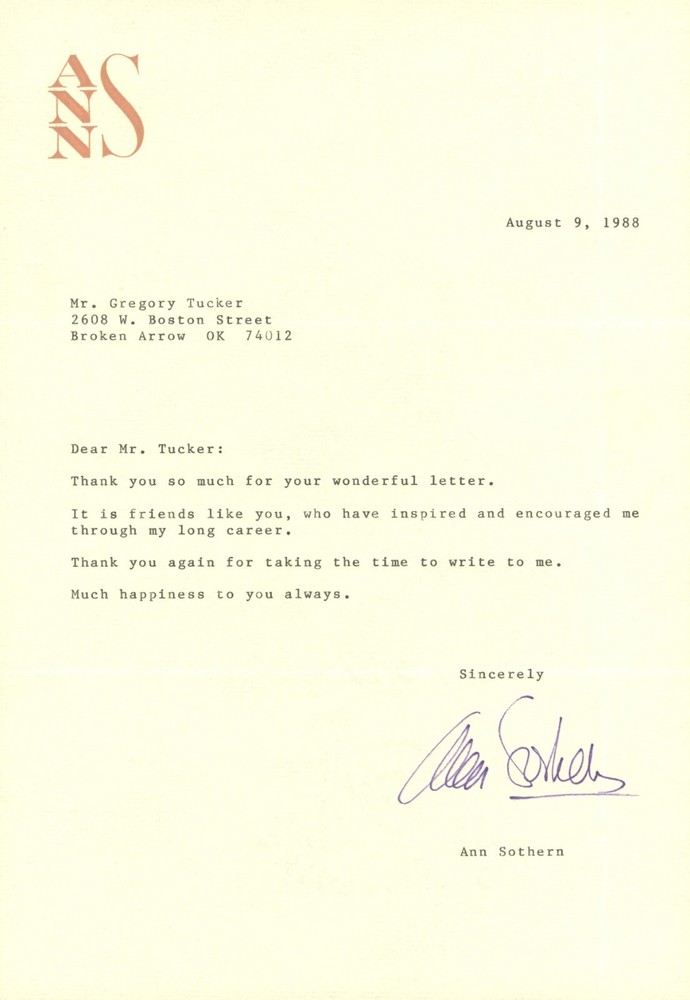 ANN S
August 9, 1988
Mr. Gregory Tucker
2608 W. Boston Street
Broken Arrow  OK  74012
Dear Mr. Tucker:
Thank you so much for your wonderful letter.
It is friends like you, who have inspired and encouraged me
through my long career.
Thank you again for taking the time to write to me.
Much happiness to you always.
Sincerely
Ann Sothern
Ann Sothern